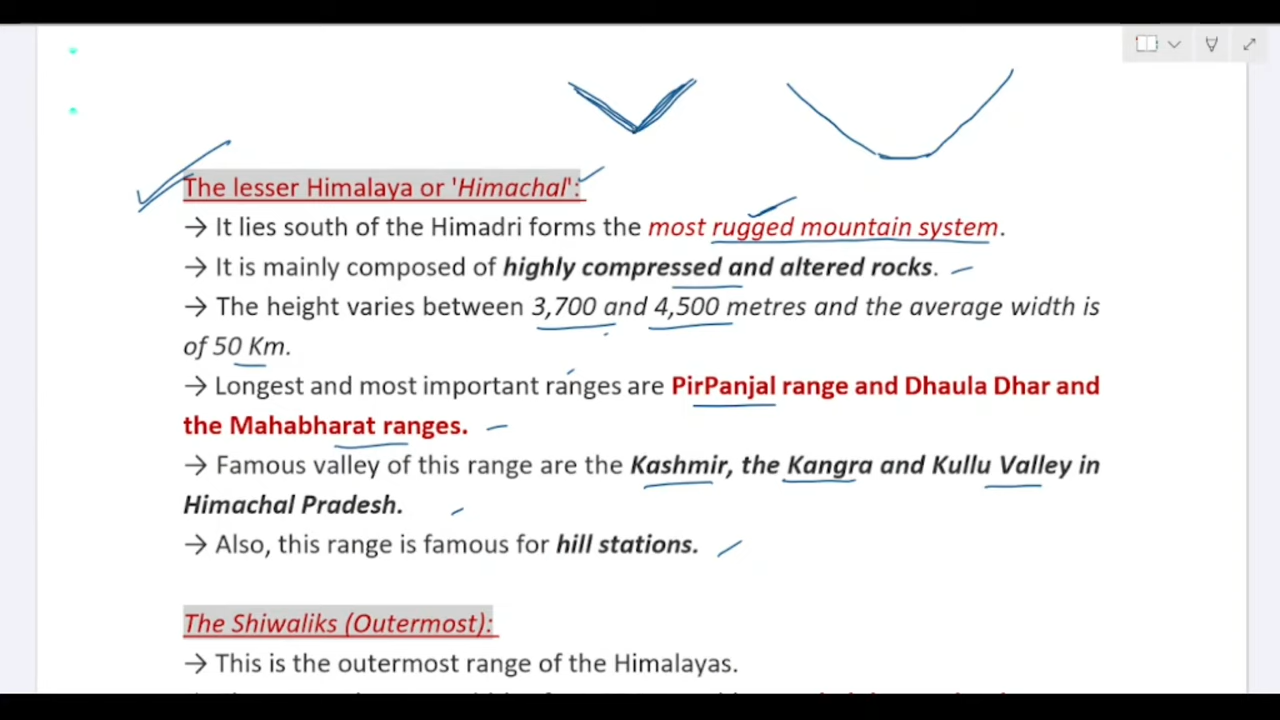 The lesser Himalaya or 'Himachal':
→ It lies south of the Himadri forms the most rugged mountain system.
→ It is mainly composed of highly compressed and altered rocks.
→ The height varies between 3,700 and 4,500 metres and the average width is
of 50 Km.
→ Longest and most important ranges are PirPanjal range and Dhaula Dhar and
the Mahabharat ranges.
→ Famous valley of this range are the Kashmir, the Kangra and Kullu Valley in
Himachal Pradesh.
→ Also, this range is famous for hill stations.
The Shiwaliks (Outermost):
→ This is the outermost range of the Himalayas.